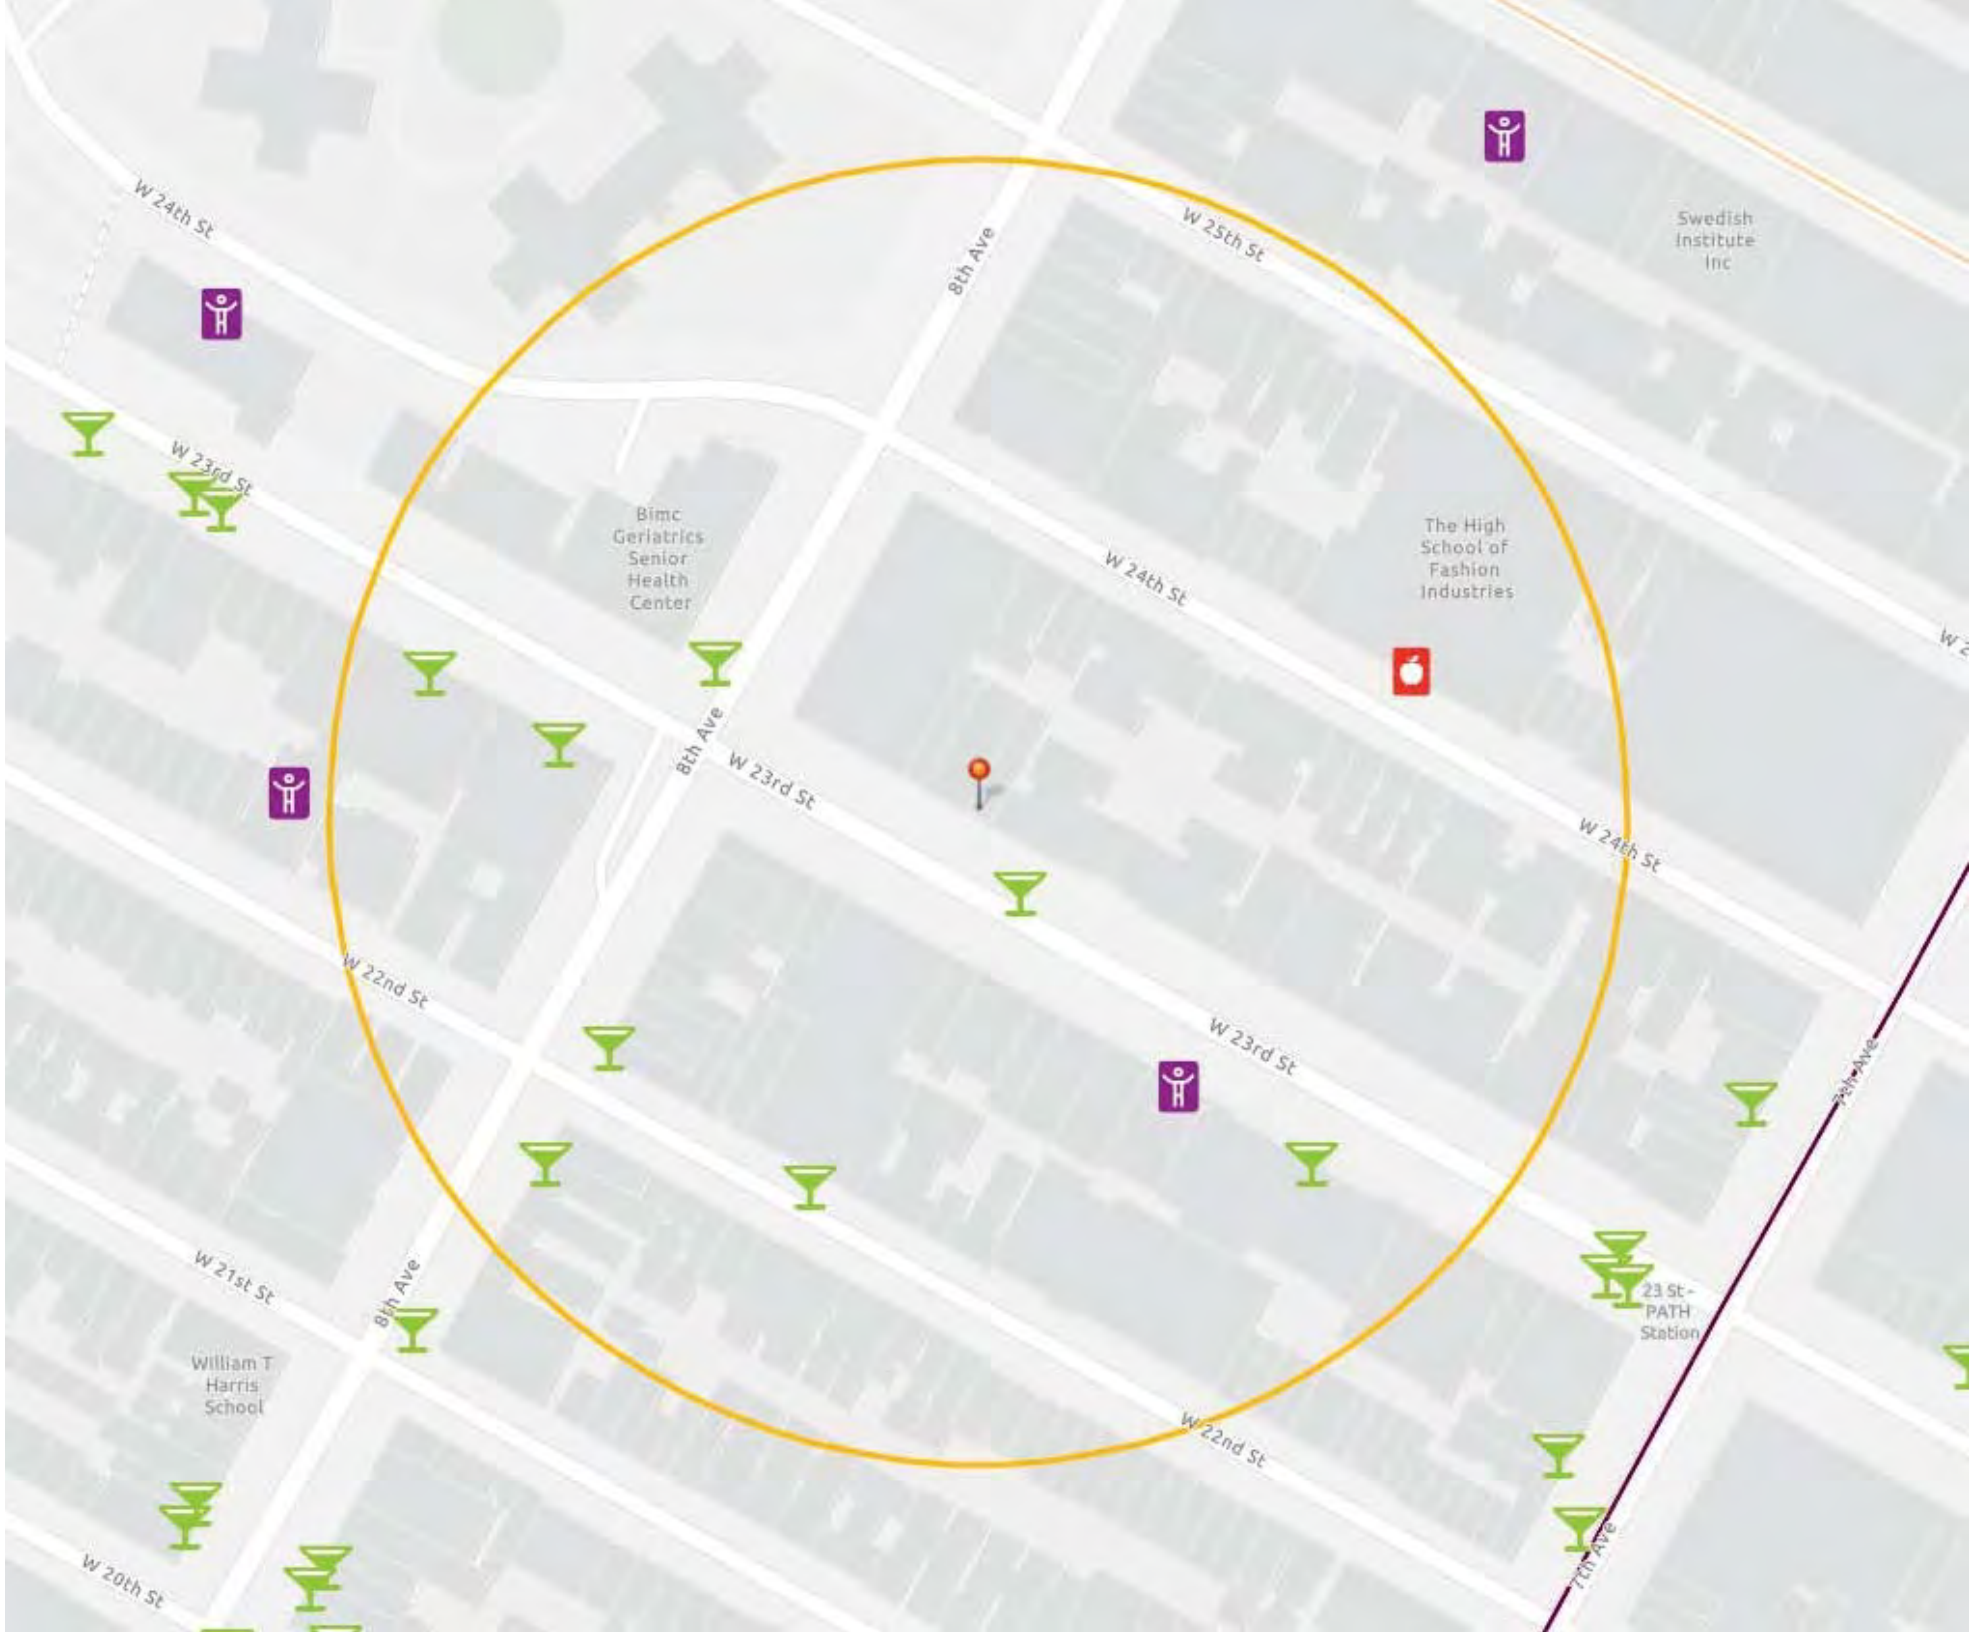 W 24th St
8th Ave
W 25th St
Swedish
Institute
Inc
W 23rd St
Bimc
Geriatrics
Senior
Health
Center
W 24th St
The High
School of
Fashion
Industries
W 2
8th Ave
W 23rd St
W 24th St
W 22nd St
W 23rd St
7th Ave
W 21st St
8th Ave
23 St-
PATH
Station
William T
Harris
School
W 22nd St
7th Ave
W 20th St